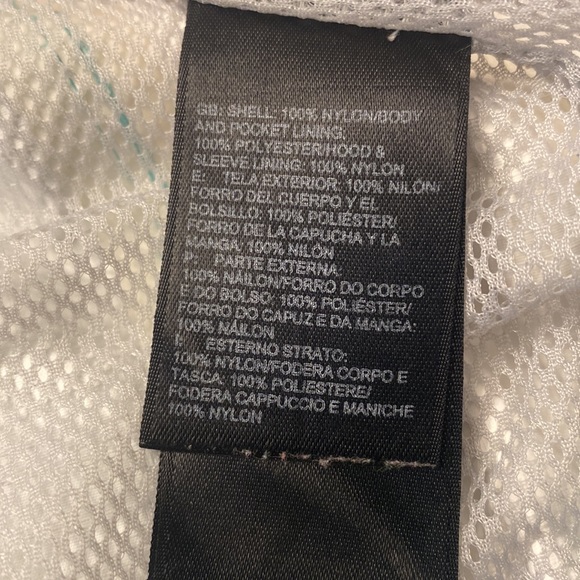 GB: SHELL: 100% NYLON/BODY
AND POCKET LINING:
100% POLYESTER/HOOD &
SLEEVE LINING: 100% NYLON
E: TELA EXTERIOR: 100% NILÓN/
FORRO DEL CUERPO Y EL
BOLSILLO: 100% POLIÉSTER/
FORRO DE LA CAPUCHA Y LA
MANGA: 100% NILÓN
P: PARTE EXTERNA:
100% NÁILON/FORRO DO CORPO
E DO BOLSO: 100% POLIÉSTER/
FORRO DO CAPUZ E DA MANGA:
100% NÁILON
I: ESTERNO STRATO:
100% NYLON/FODERA CORPO E
TASCA: 100% POLIESTERE/
FODERA CAPPUCCIO E MANICHE
100% NYLON